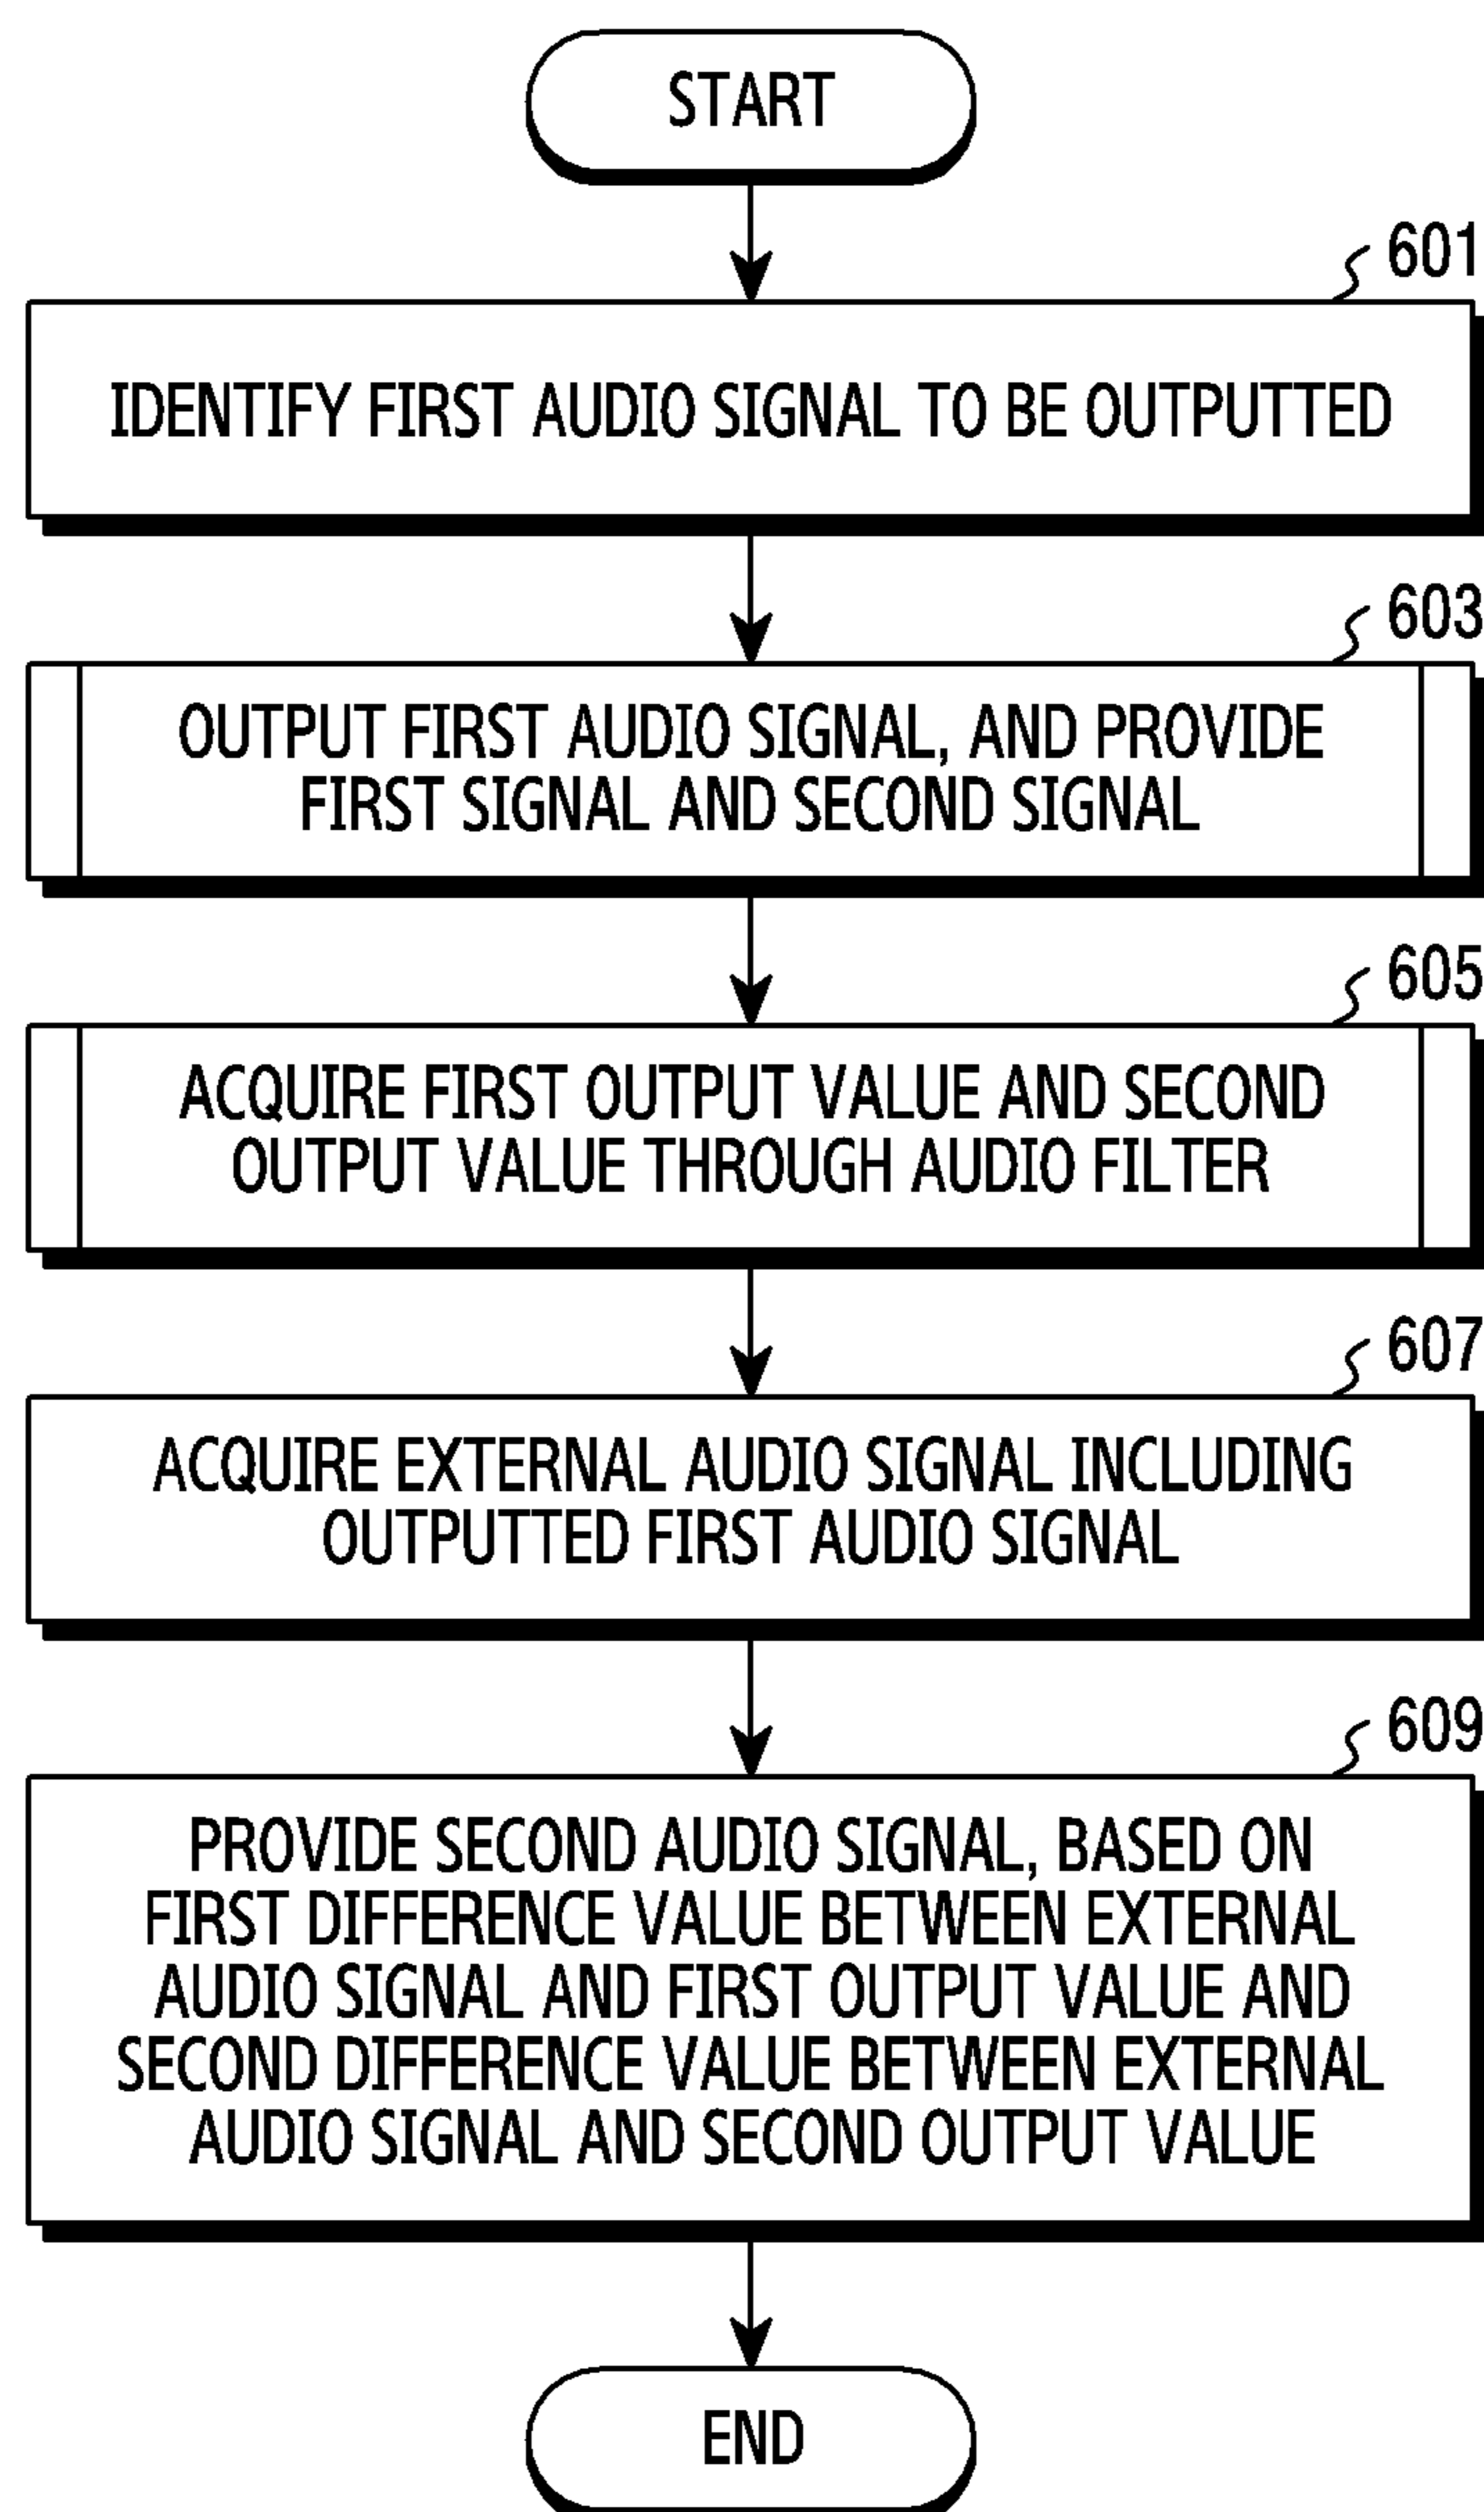 START
601
IDENTIFY FIRST AUDIO SIGNAL TO BE OUTPUTTED
603
OUTPUT FIRST AUDIO SIGNAL, AND PROVIDE
FIRST SIGNAL AND SECOND SIGNAL
605
ACQUIRE FIRST OUTPUT VALUE AND SECOND
OUTPUT VALUE THROUGH AUDIO FILTER
607
ACQUIRE EXTERNAL AUDIO SIGNAL INCLUDING
OUTPUTTED FIRST AUDIO SIGNAL
609
PROVIDE SECOND AUDIO SIGNAL, BASED ON
FIRST DIFFERENCE VALUE BETWEEN EXTERNAL
AUDIO SIGNAL AND FIRST OUTPUT VALUE AND
SECOND DIFFERENCE VALUE BETWEEN EXTERNAL
AUDIO SIGNAL AND SECOND OUTPUT VALUE
END